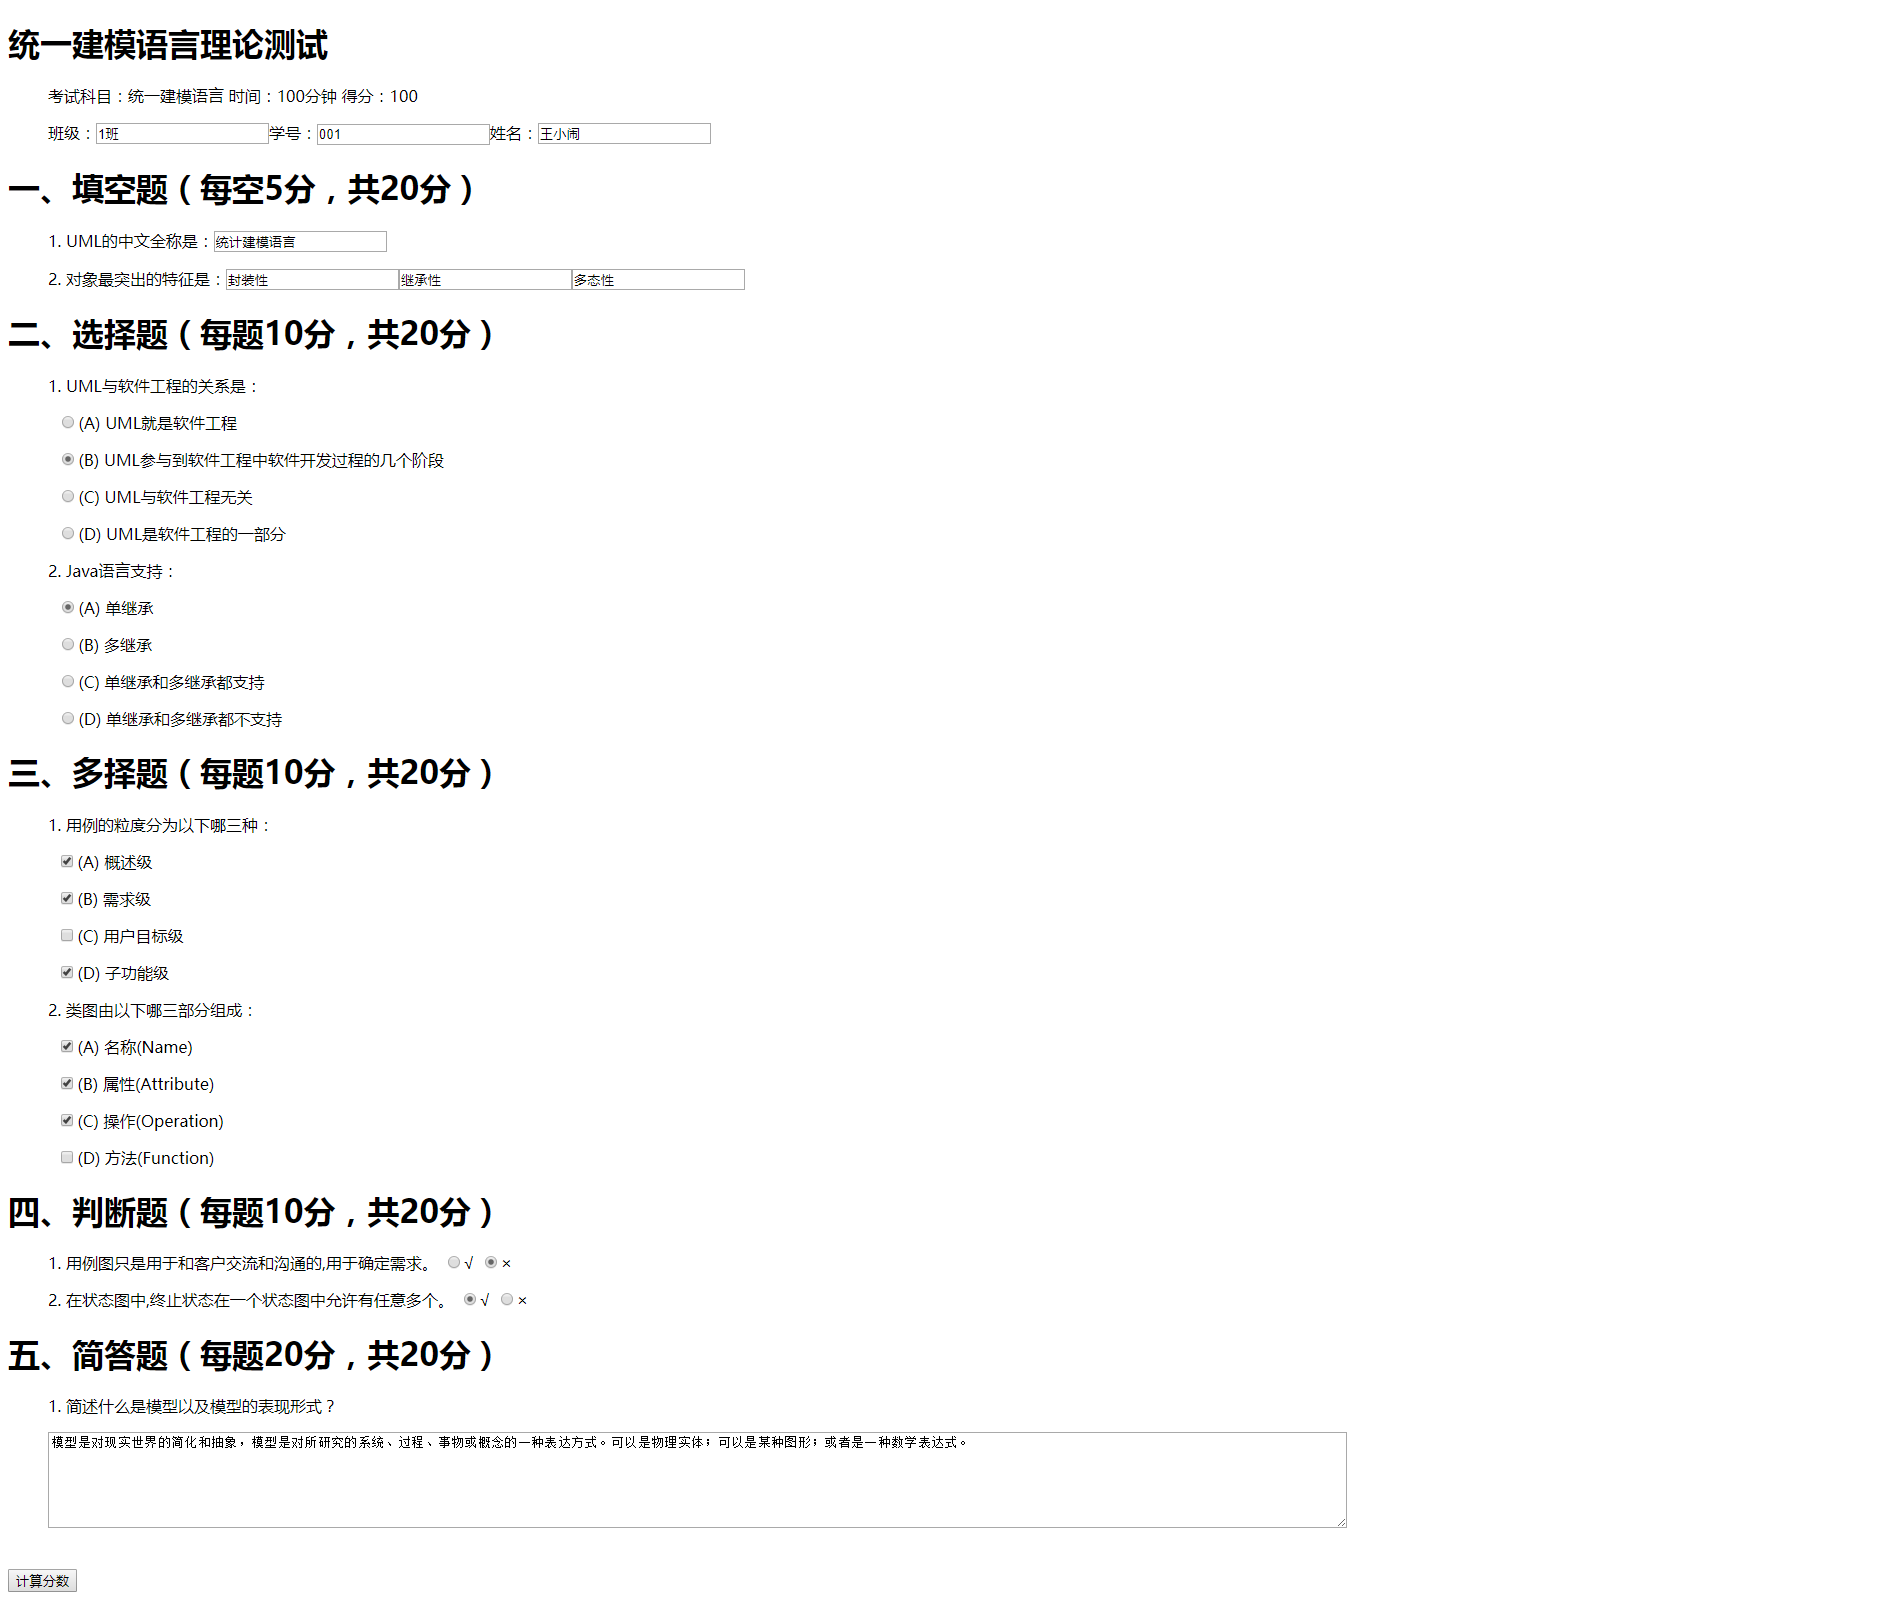 统一建模语言理论测试
考试科目：统一建模语言 时间：100分钟 得分：100
班级：1班学号：001姓名：王小闹
一、填空题（每空5分，共20分）
1. UML的中文全称是：统计建模语言
2. 对象最突出的特征是：封装性 继承性 多态性
二、选择题（每题10分，共20分）
1. UML与软件工程的关系是：
(A) UML就是软件工程
(B) UML参与到软件工程中软件开发过程的几个阶段
(C) UML与软件工程无关
(D) UML是软件工程的一部分
2. Java语言支持：
(A) 单继承
(B) 多继承
(C) 单继承和多继承都支持
(D) 单继承和多继承都不支持
三、多择题（每题10分，共20分）
1. 用例的粒度分为以下哪三种：
(A) 概述级
(B) 需求级
(C) 用户目标级
(D) 子功能级
2. 类图由以下哪三部分组成：
(A) 名称(Name)
(B) 属性(Attribute)
(C) 操作(Operation)
(D) 方法(Function)
四、判断题（每题10分，共20分）
1. 用例图只是用于和客户交流和沟通的,用于确定需求。 √ ×
2. 在状态图中,终止状态在一个状态图中允许有任意多个。 √ ×
五、简答题（每题20分，共20分）
1. 简述什么是模型以及模型的表现形式？
模型是对现实世界的简化和抽象，模型是对所研究的系统、过程、事物或概念的一种表达方式。可以是物理实体；可以是某种图形；或者是一种数学表达式。
计算分数